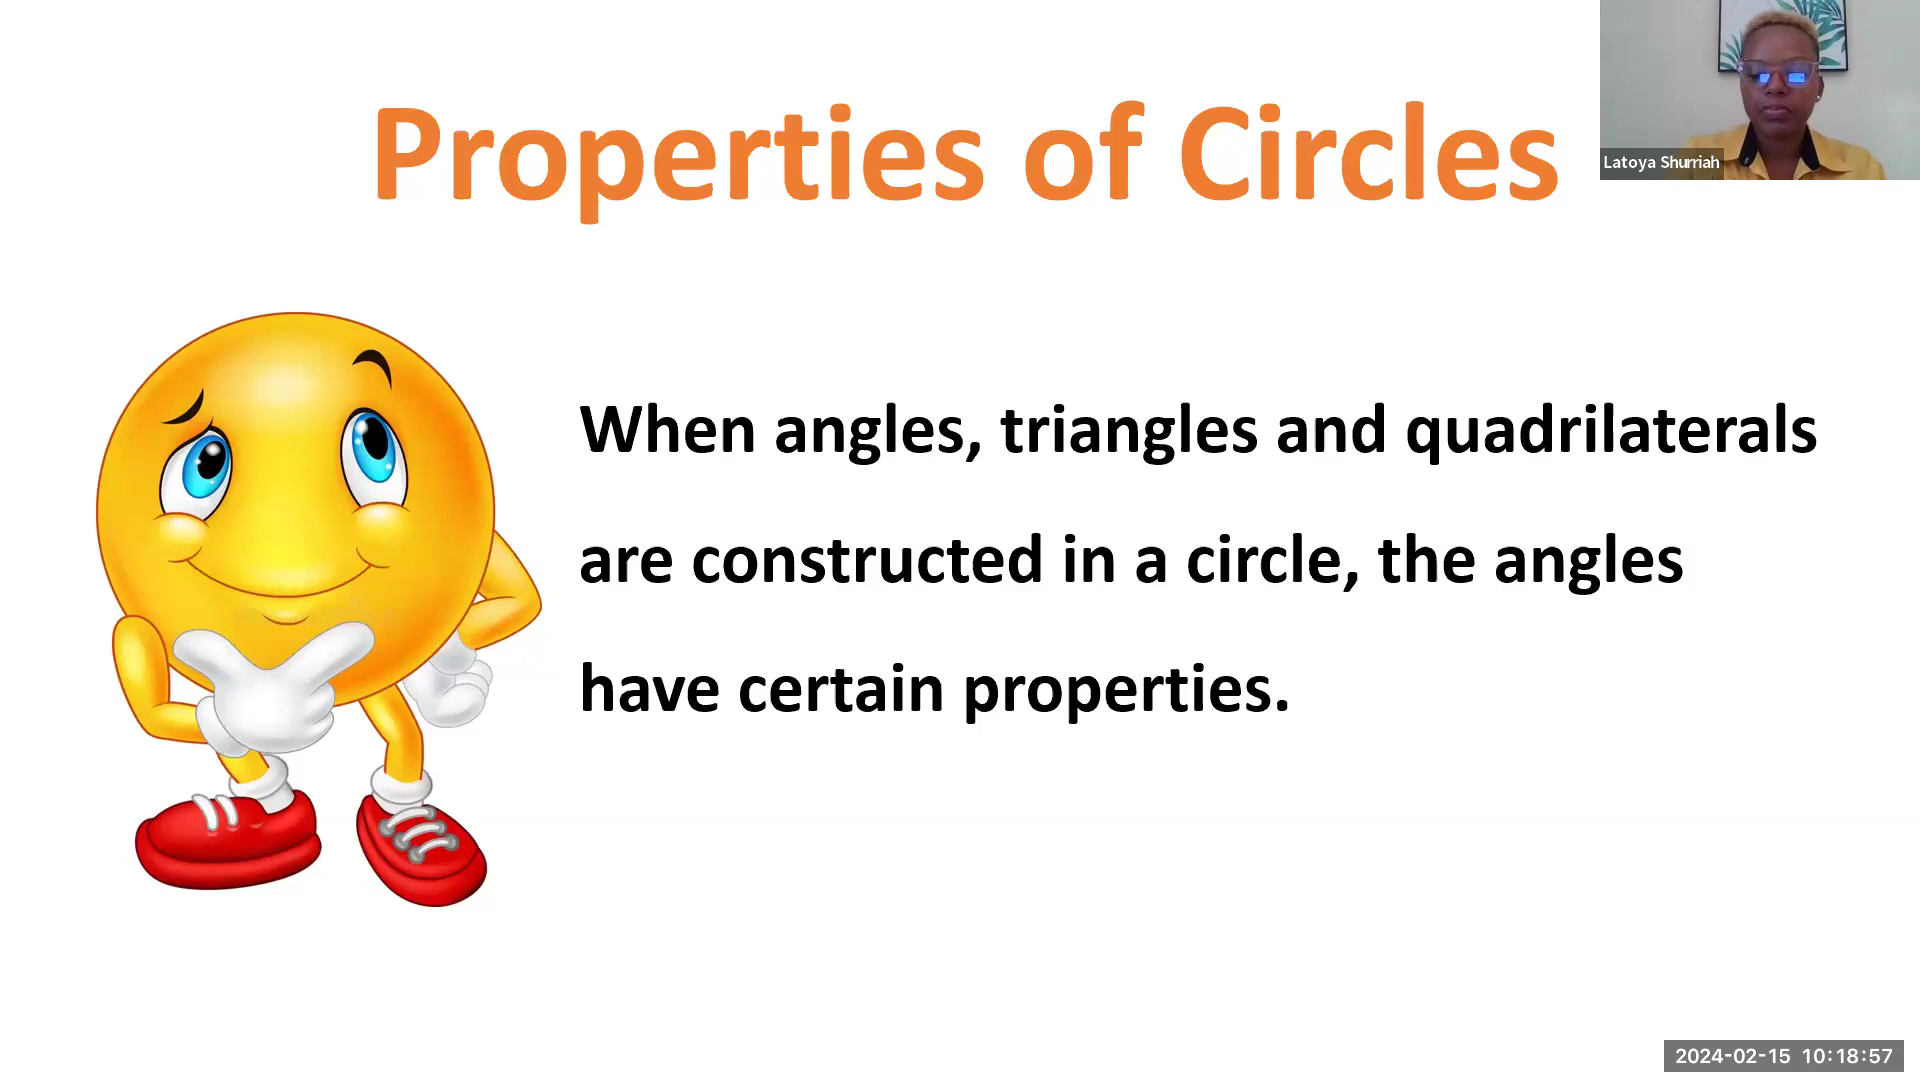 Properties of Circles
Latoya Shurriah
When angles, triangles and quadrilaterals
are constructed in a circle, the angles
have certain properties.
2024-02-15 10:18:57